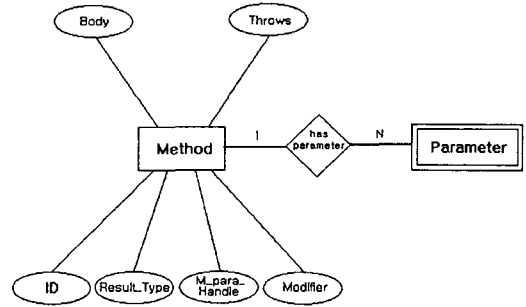 Body
Throws
has
parameter
1
N
Method
Parameter
ID
Result_Type
M_para_
Handle
Modifier